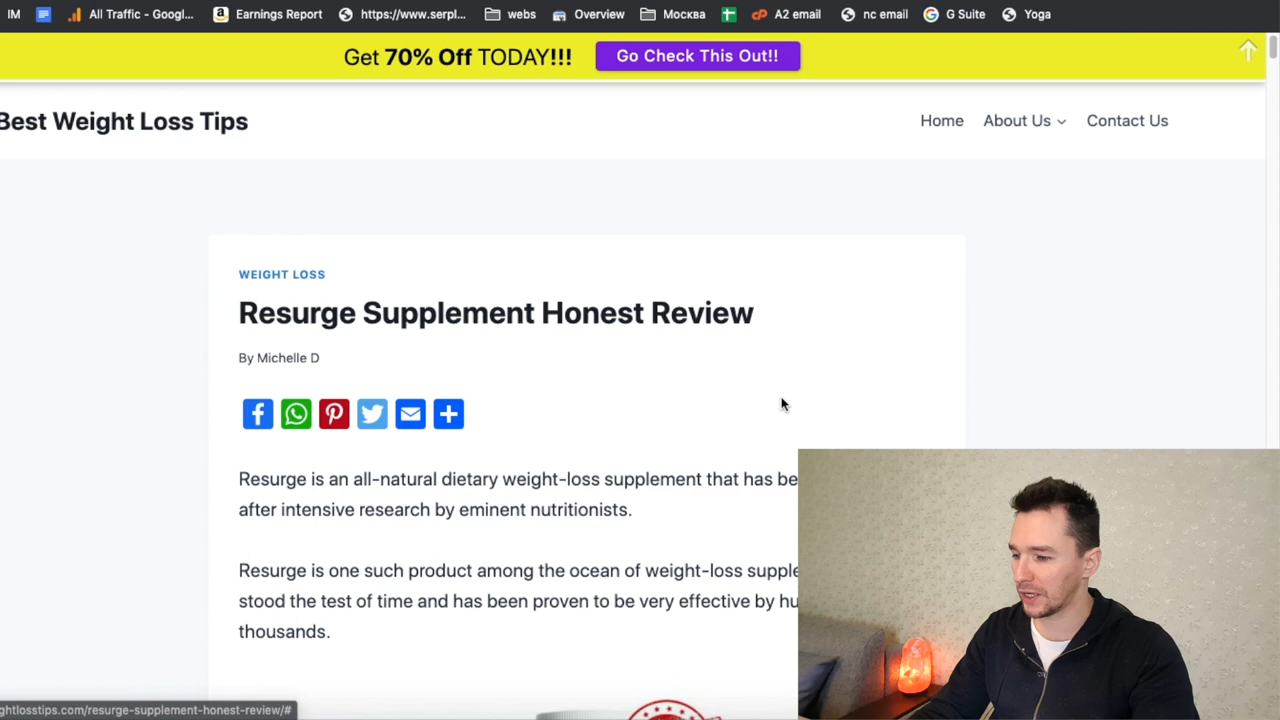 IM All Traffic - Googl... Earnings Report https://www.serpl... webs Overview Москва A2 email nc email G Suite Yoga
Get 70% Off TODAY!!! Go Check This Out!!
Best Weight Loss Tips Home About Us Contact Us
WEIGHT LOSS
Resurge Supplement Honest Review
By Michelle D
Resurge is an all-natural dietary weight-loss supplement that has be
after intensive research by eminent nutritionists.
Resurge is one such product among the ocean of weight-loss supple
stood the test of time and has been proven to be very effective by hu
thousands.
ghtlosstips.com/resurge-supplement-honest-review/#